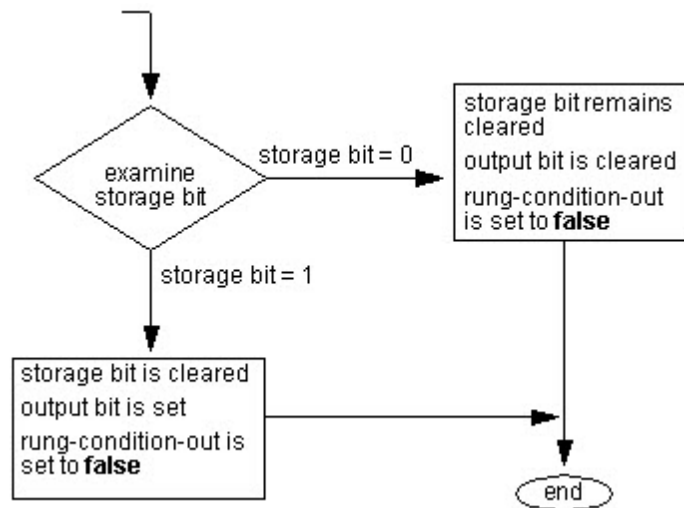 examine
storage bit
storage bit = 0
storage bit remains
cleared
output bit is cleared
rung-condition-out
is set to false
storage bit = 1
storage bit is cleared
output bit is set
rung-condition-out is
set to false
end